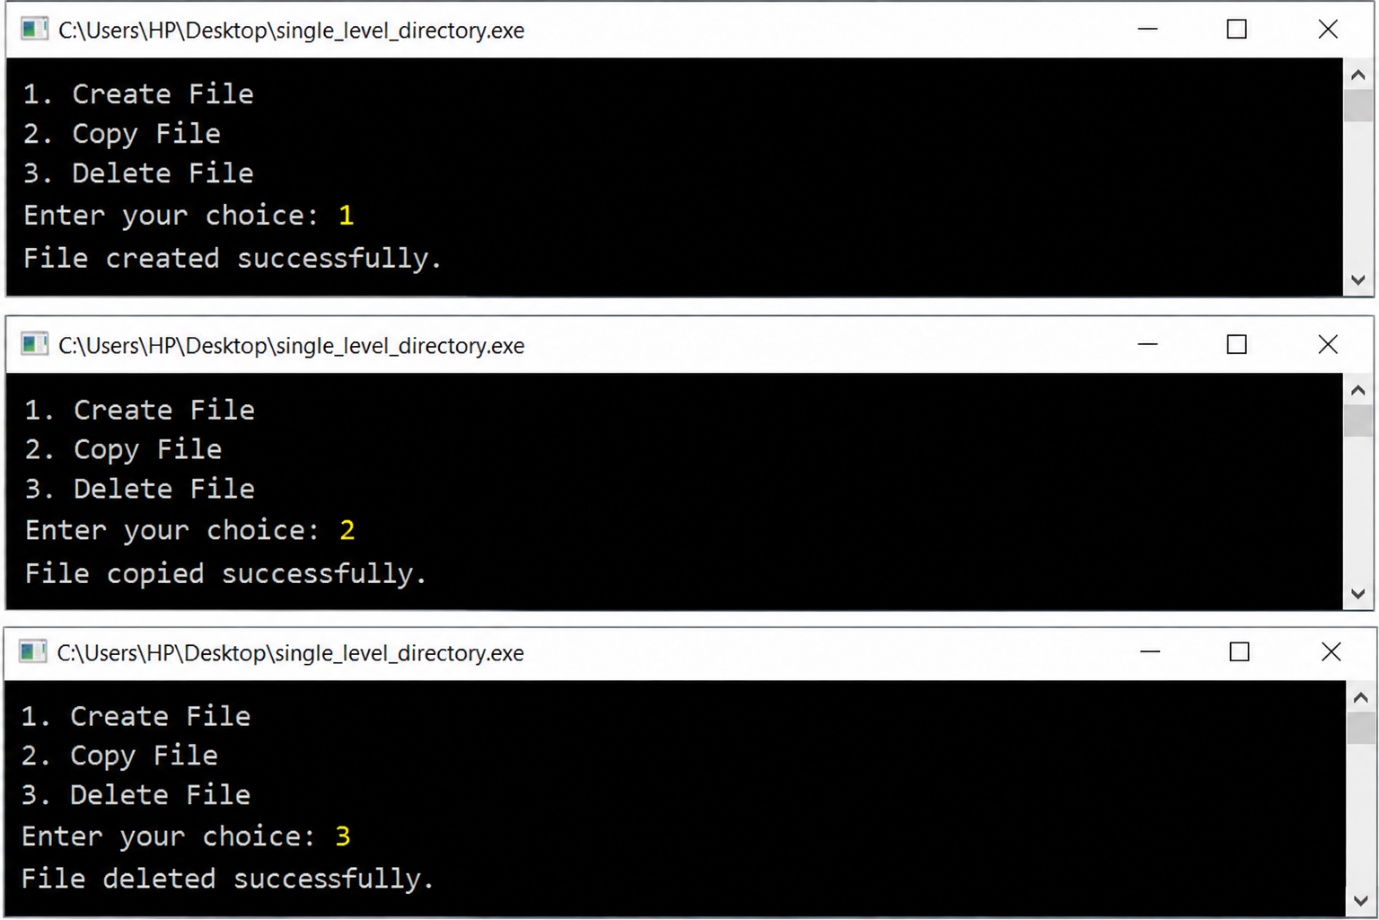 C:\Users\HP\Desktop\single_level_directory.exe
1. Create File
2. Copy File
3. Delete File
Enter your choice: 1
File created successfully.
C:\Users\HP\Desktop\single_level_directory.exe
1. Create File
2. Copy File
3. Delete File
Enter your choice: 2
File copied successfully.
C:\Users\HP\Desktop\single_level_directory.exe
1. Create File
2. Copy File
3. Delete File
Enter your choice: 3
File deleted successfully.